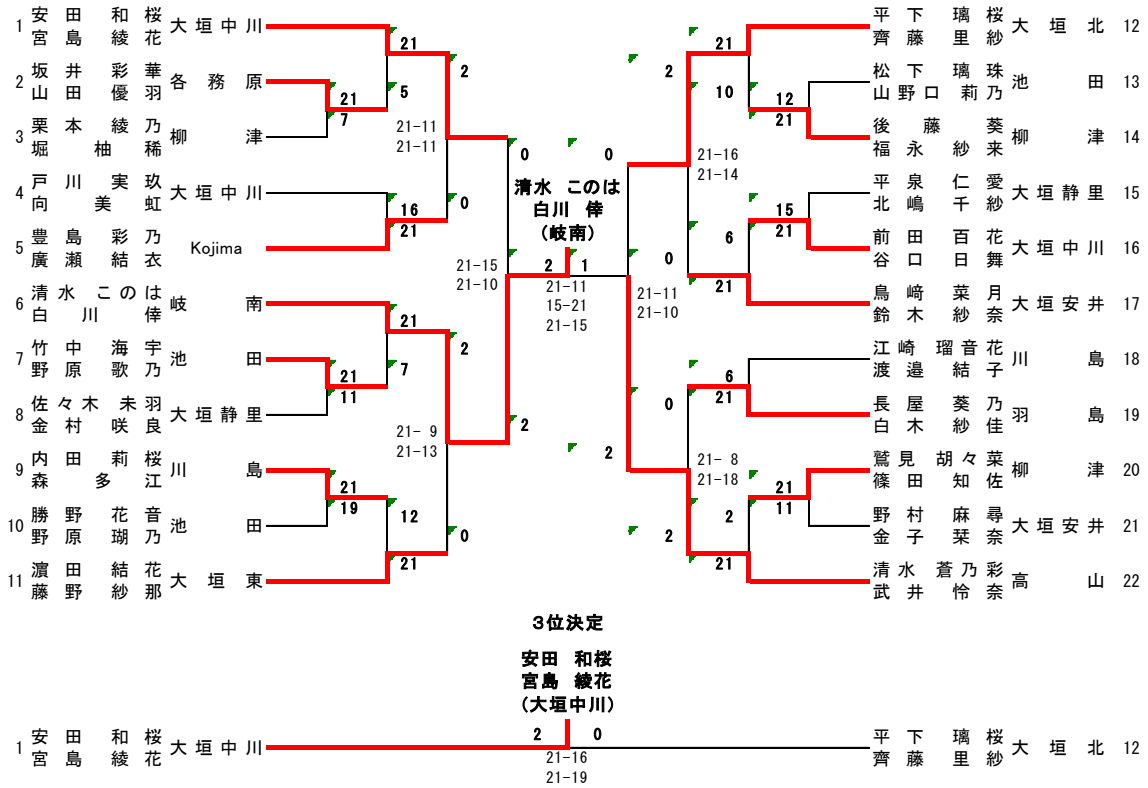 1 安田 和桜 大垣中川
宮島 綾花
2 坂井 彩華 各務原
山田 優羽
3 栗本 綾乃 柳津
堀 柚稀
4 戸川 実玖 大垣中川
向 美虹
5 豊島 彩乃 Kojima
廣瀬 結衣
6 清水 このは 岐南
白川 倖
7 竹中 海宇 池田
野原 歌乃
8 佐々木 未羽 大垣静里
金村 咲良
9 内田 莉桜 川島
森 多江
10 勝野 花音 池田
野原 瑚乃
11 濵田 結花 大垣東
藤野 紗那
21
5
21
7
16
21
21
7
21
11
21
19
12
21
2
21-11
21-11
0
2
21- 9
21-13
0
0
21-15
21-10
2
清水 このは
白川 倖
(岐南)
2 1
21-11
15-21
21-15
0
21-11
21-10
2
2
21-16
21-14
0
0
21- 8
21-18
2
21
10
12
21
15
21
6
21
6
21
21
11
2
21
平下 璃桜 大垣北 12
齊藤 里紗
松下 璃珠 池田 13
山野口 莉乃
後藤 葵 柳津 14
福永 紗来
平泉 仁愛 大垣静里 15
北嶋 千紗
前田 百花 大垣中川 16
谷口 日舞
鳥﨑 菜月 大垣安井 17
鈴木 紗奈
江崎 瑠音花 川島 18
渡邉 結子
長屋 葵乃 羽島 19
白木 紗佳
鷲見 胡々菜 柳津 20
篠田 知佐
野村 麻尋 大垣安井 21
金子 栞奈
清水 蒼乃彩 高山 22
武井 怜奈
3位決定
安田 和桜
宮島 綾花
(大垣中川)
1 安田 和桜 大垣中川
宮島 綾花
2 0
21-16
21-19
平下 璃桜 大垣北 12
齊藤 里紗